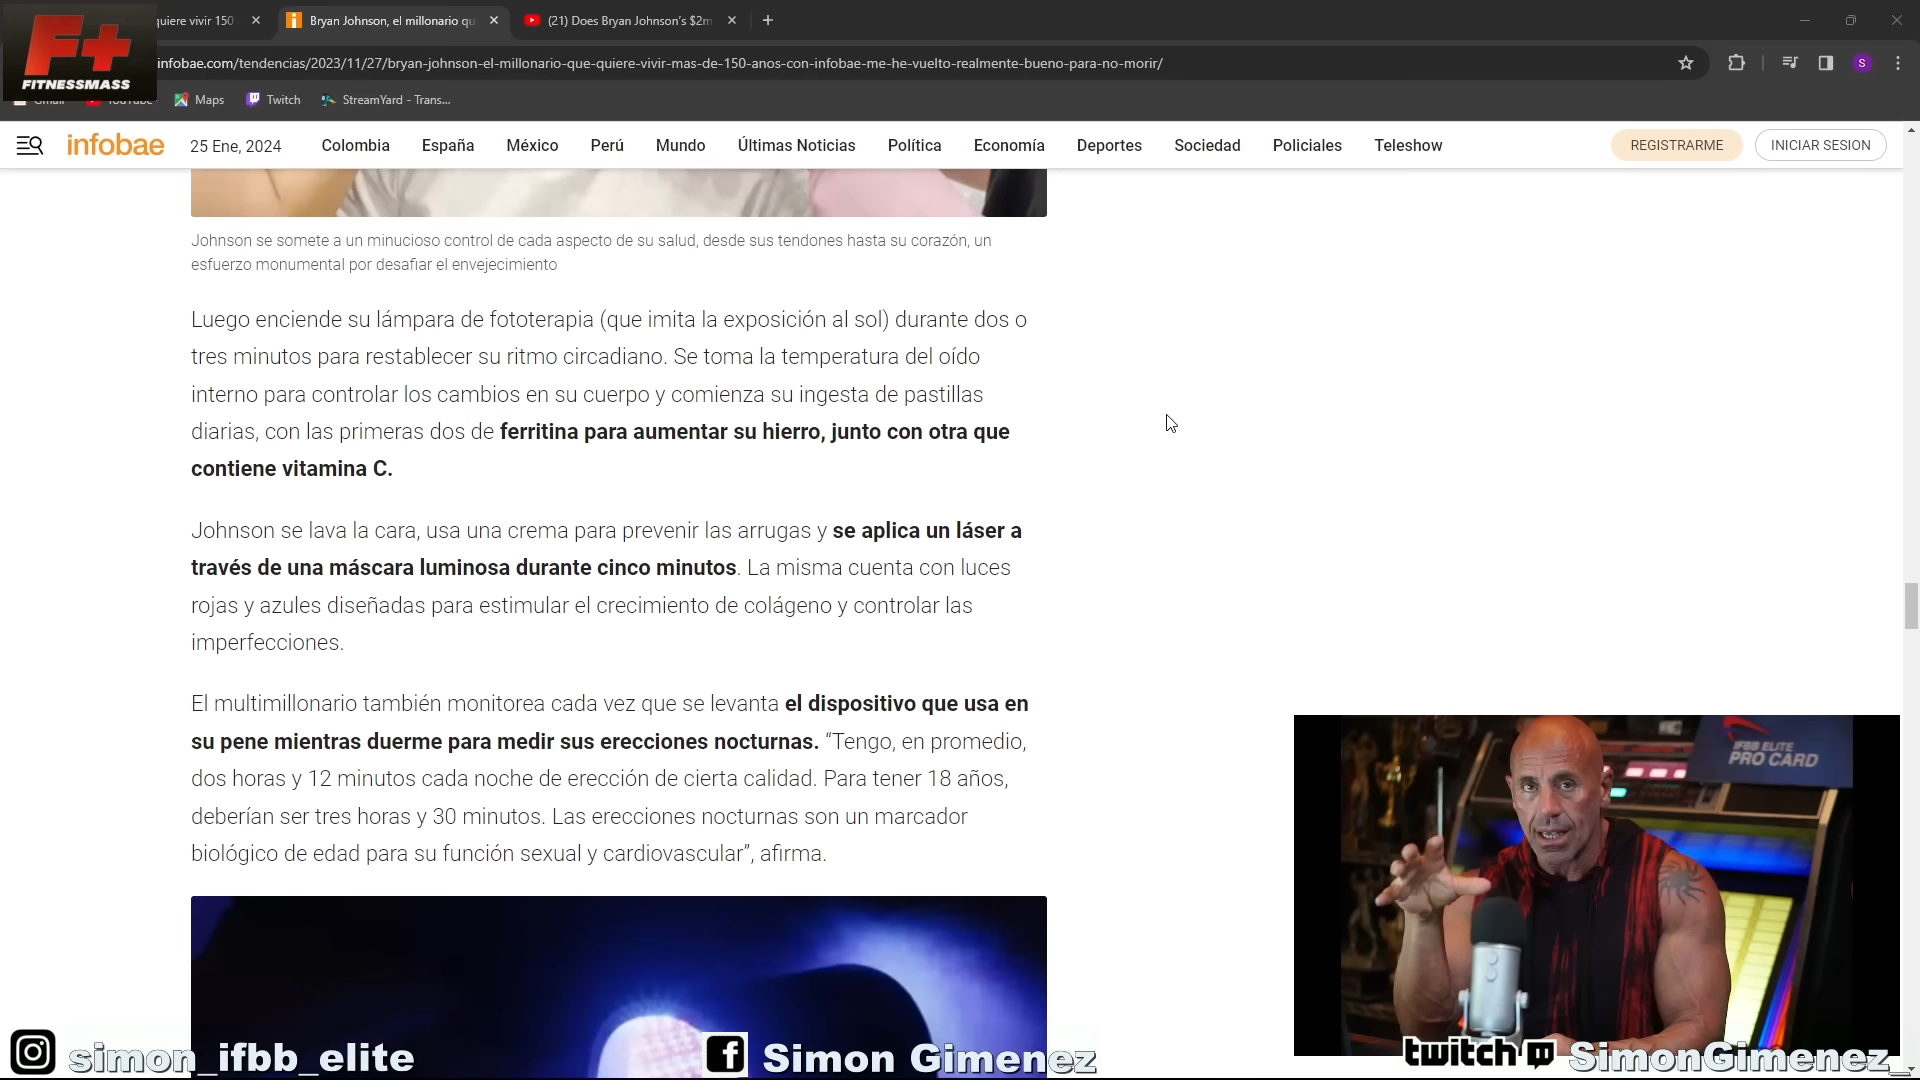 quiere vivir 150
Bryan Johnson, el millonario qu
(21) Does Bryan Johnson's $2m
F+
FITNESSMASS
infobae.com/tendencias/2023/11/27/bryan-johnson-el-millonario-que-quiere-vivir-mas-de-150-anos-con-infobae-me-he-vuelto-realmente-bueno-para-no-morir/
S
Gmail
YouTube
Maps
Twitch
StreamYard - Trans...
infobae
25 Ene, 2024
Colombia
España
México
Perú
Mundo
Últimas Noticias
Política
Economía
Deportes
Sociedad
Policiales
Teleshow
REGISTRARME
INICIAR SESION
Johnson se somete a un minucioso control de cada aspecto de su salud, desde sus tendones hasta su corazón, un
esfuerzo monumental por desafiar el envejecimiento
Luego enciende su lámpara de fototerapia (que imita la exposición al sol) durante dos o
tres minutos para restablecer su ritmo circadiano. Se toma la temperatura del oído
interno para controlar los cambios en su cuerpo y comienza su ingesta de pastillas
diarias, con las primeras dos de ferritina para aumentar su hierro, junto con otra que
contiene vitamina C.
Johnson se lava la cara, usa una crema para prevenir las arrugas y se aplica un láser a
través de una máscara luminosa durante cinco minutos. La misma cuenta con luces
rojas y azules diseñadas para estimular el crecimiento de colágeno y controlar las
imperfecciones.
El multimillonario también monitorea cada vez que se levanta el dispositivo que usa en
su pene mientras duerme para medir sus erecciones nocturnas. “Tengo, en promedio,
dos horas y 12 minutos cada noche de erección de cierta calidad. Para tener 18 años,
deberían ser tres horas y 30 minutos. Las erecciones nocturnas son un marcador
biológico de edad para su función sexual y cardiovascular”, afirma.
IFBB ELITE
PRO CARD
simon_ifbb_elite
Simon Gimenez
twitch
SimonGimenez_